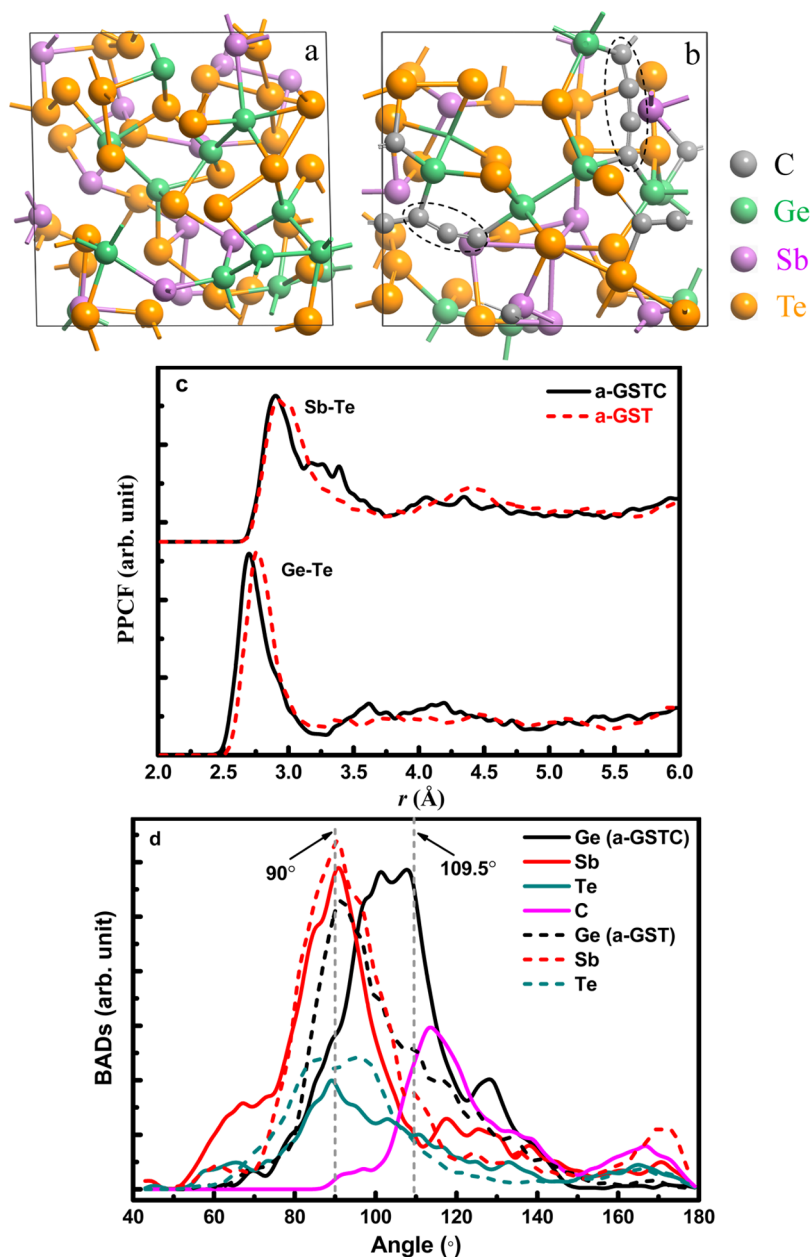 a
b
C
Ge
Sb
Te
c
a-GSTC
a-GST
Sb-Te
Ge-Te
PPCF (arb. unit)
2.0 2.5 3.0 3.5 4.0 4.5 5.0 5.5 6.0
r (Å)
d
90°
109.5°
Ge (a-GSTC)
Sb
Te
C
Ge (a-GST)
Sb
Te
BADs (arb. unit)
40 60 80 100 120 140 160 180
Angle (°)